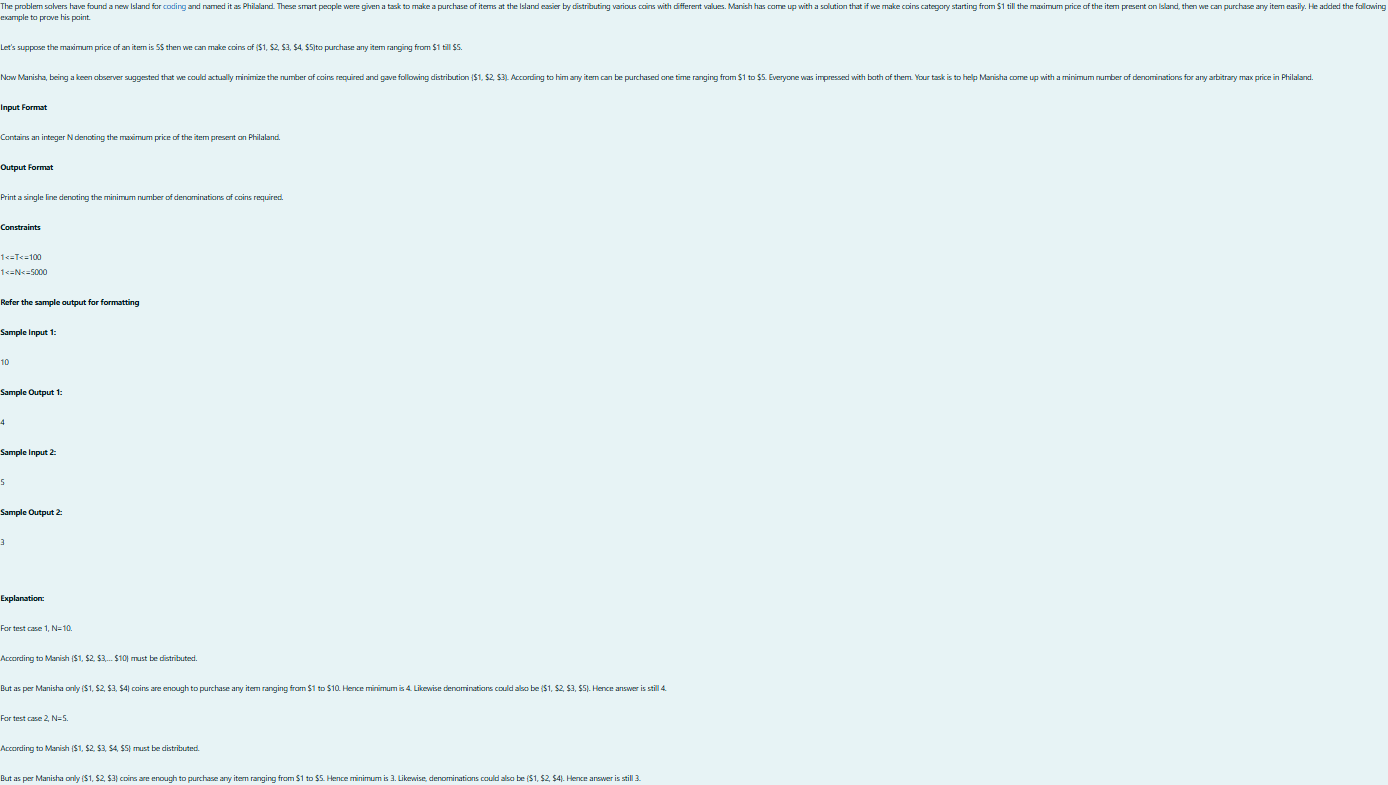 The problem solvers have found a new Island for coding and named it as Philaland. These smart people were given a task to make a purchase of items at the Island easier by distributing various coins with different values. Manish has come up with a solution that if we make coins category starting from $1 till the maximum price of the item present on Island, then we can purchase any item easily. He added the following
example to prove his point.
Let's suppose the maximum price of an item is 5$ then we can make coins of {$1, $2, $3, $4, $5}to purchase any item ranging from $1 till $5.
Now Manisha, being a keen observer suggested that we could actually minimize the number of coins required and gave following distribution {$1, $2, $3}. According to him any item can be purchased one time ranging from $1 to $5. Everyone was impressed with both of them. Your task is to help Manisha come up with a minimum number of denominations for any arbitrary max price in Philaland.
Input Format
Contains an integer N denoting the maximum price of the item present on Philaland.
Output Format
Print a single line denoting the minimum number of denominations of coins required.
Constraints
1<=T<=100
1<=N<=5000
Refer the sample output for formatting
Sample Input 1:
10
Sample Output 1:
4
Sample Input 2:
5
Sample Output 2:
3
Explanation:
For test case 1, N=10.
According to Manish {$1, $2, $3,... $10} must be distributed.
But as per Manisha only {$1, $2, $3, $4} coins are enough to purchase any item ranging from $1 to $10. Hence minimum is 4. Likewise denominations could also be {$1, $2, $3, $5}. Hence answer is still 4.
For test case 2, N=5.
According to Manish {$1, $2, $3, $4, $5} must be distributed.
But as per Manisha only {$1, $2, $3} coins are enough to purchase any item ranging from $1 to $5. Hence minimum is 3. Likewise, denominations could also be {$1, $2, $4}. Hence answer is still 3.